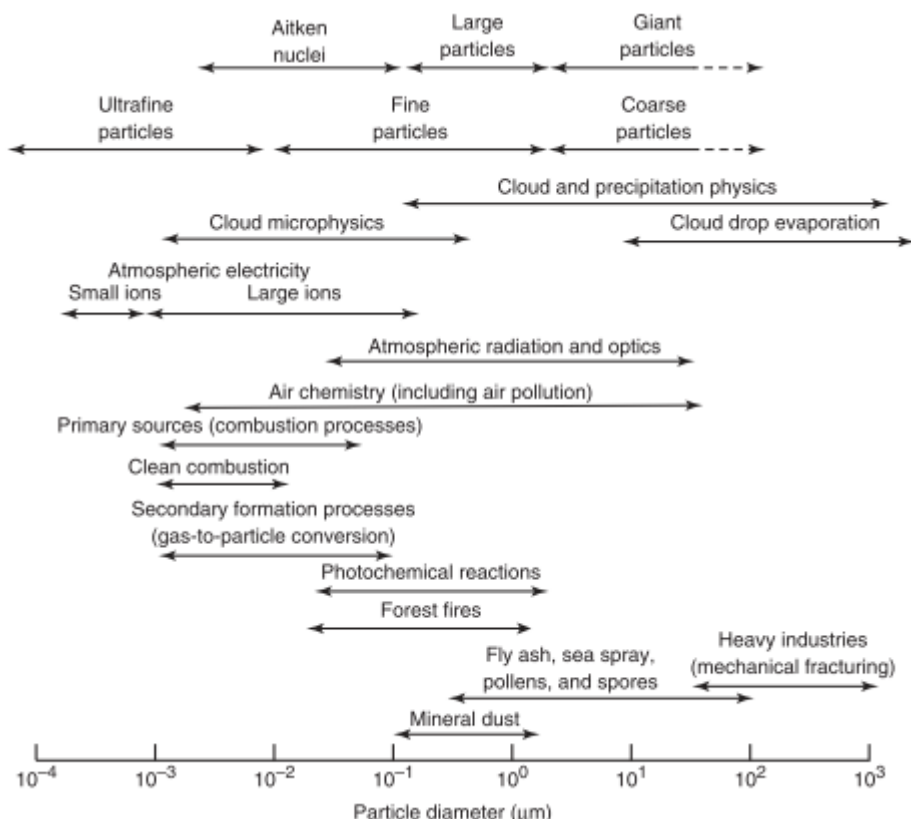 Aitken
nuclei
Large
particles
Giant
particles
Ultrafine
particles
Fine
particles
Coarse
particles
Cloud and precipitation physics
Cloud microphysics
Cloud drop evaporation
Atmospheric electricity
Small ions
Large ions
Atmospheric radiation and optics
Air chemistry (including air pollution)
Primary sources (combustion processes)
Clean combustion
Secondary formation processes
(gas-to-particle conversion)
Photochemical reactions
Forest fires
Heavy industries
(mechanical fracturing)
Fly ash, sea spray,
pollens, and spores
Mineral dust
10⁻⁴ 10⁻³ 10⁻² 10⁻¹ 10⁰ 10¹ 10² 10³
Particle diameter (μm)